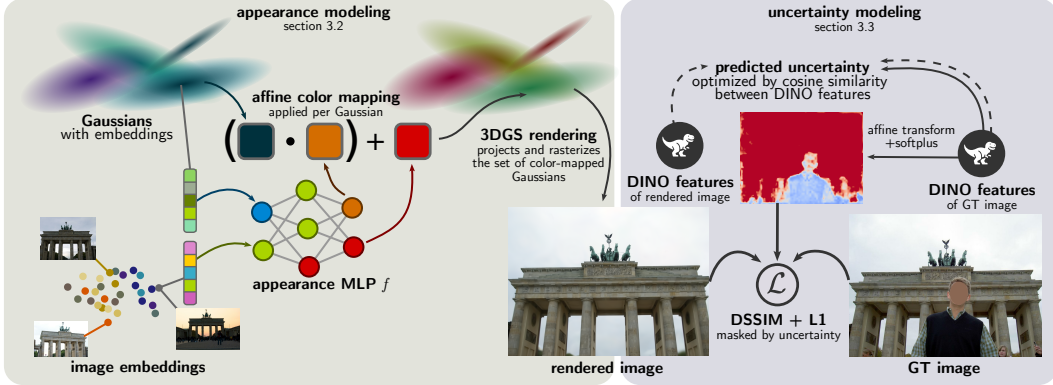 appearance modeling
section 3.2
uncertainty modeling
section 3.3
Gaussians
with embeddings
affine color mapping
applied per Gaussian
( · ) +
3DGS rendering
projects and rasterizes
the set of color-mapped
Gaussians
predicted uncertainty
optimized by cosine similarity
between DINO features
DINO features
of rendered image
affine transform
+softplus
DINO features
of GT image
appearance MLP f
image embeddings
rendered image
ℒ
DSSIM + L1
masked by uncertainty
GT image